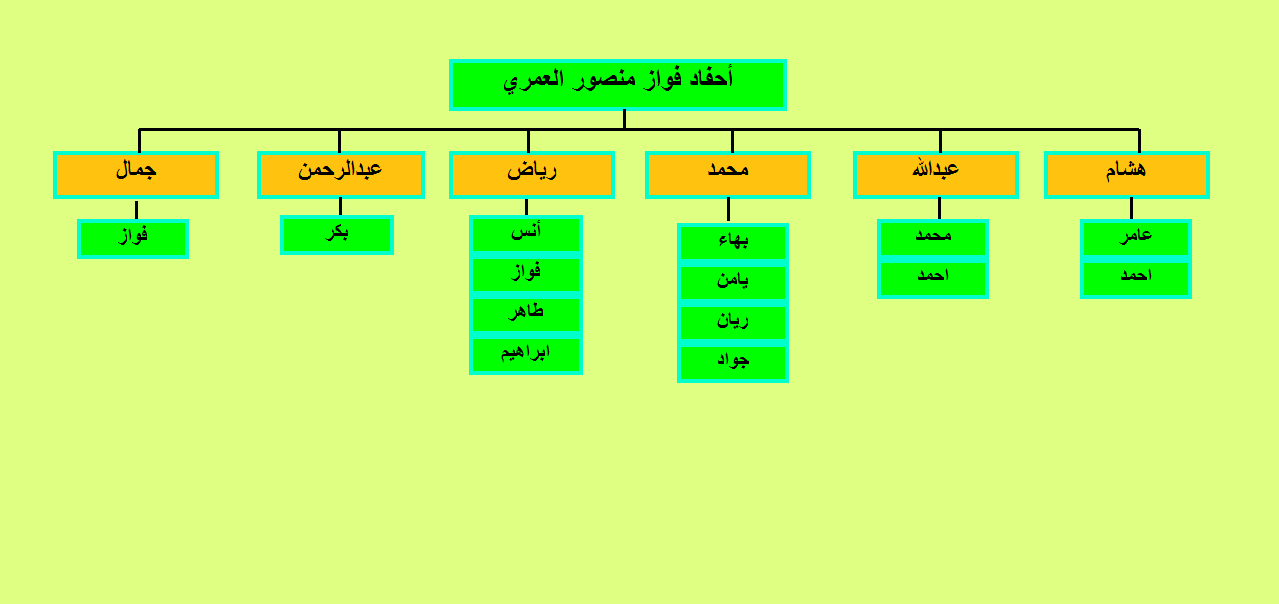 أحفاد فواز منصور العمري
هشام
عبدالله
محمد
رياض
عبدالرحمن
جمال
عامر
احمد
محمد
احمد
بهاء
يامن
ريان
جواد
أنس
فواز
طاهر
ابراهيم
بكر
فواز